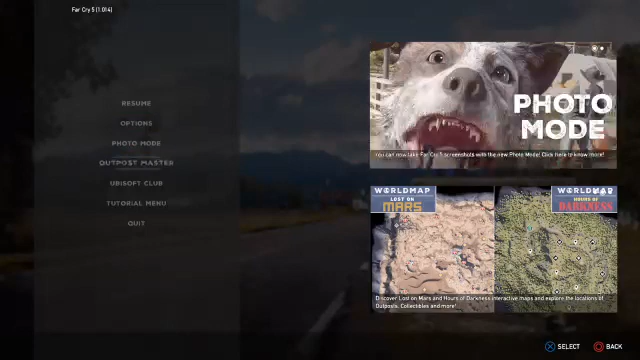 Far Cry 5 (1.014)
RESUME
OPTIONS
PHOTO MODE
OUTPOST MASTER
UBISOFT CLUB
TUTORIAL MENU
QUIT
PHOTO
MODE
You can now take Far Cry 5 screenshots with the new Photo Mode! Click here to know more!
WORLDMAP
LOST ON
MARS
WORLDMAP
HOURS OF
DARKNESS
Discover Lost on Mars and Hours of Darkness interactive maps and explore the locations of
Outposts, Collectibles and more!
SELECT
BACK